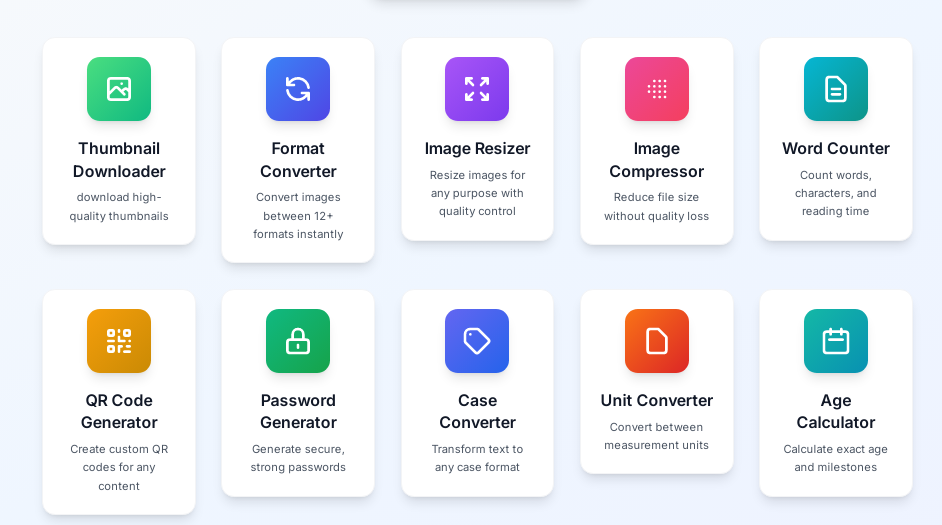 Thumbnail
Downloader
download high-
quality thumbnails
Format
Converter
Convert images
between 12+
formats instantly
Image Resizer
Resize images for
any purpose with
quality control
Image
Compressor
Reduce file size
without quality loss
Word Counter
Count words,
characters, and
reading time
QR Code
Generator
Create custom QR
codes for any
content
Password
Generator
Generate secure,
strong passwords
Case
Converter
Transform text to
any case format
Unit Converter
Convert between
measurement units
Age
Calculator
Calculate exact age
and milestones